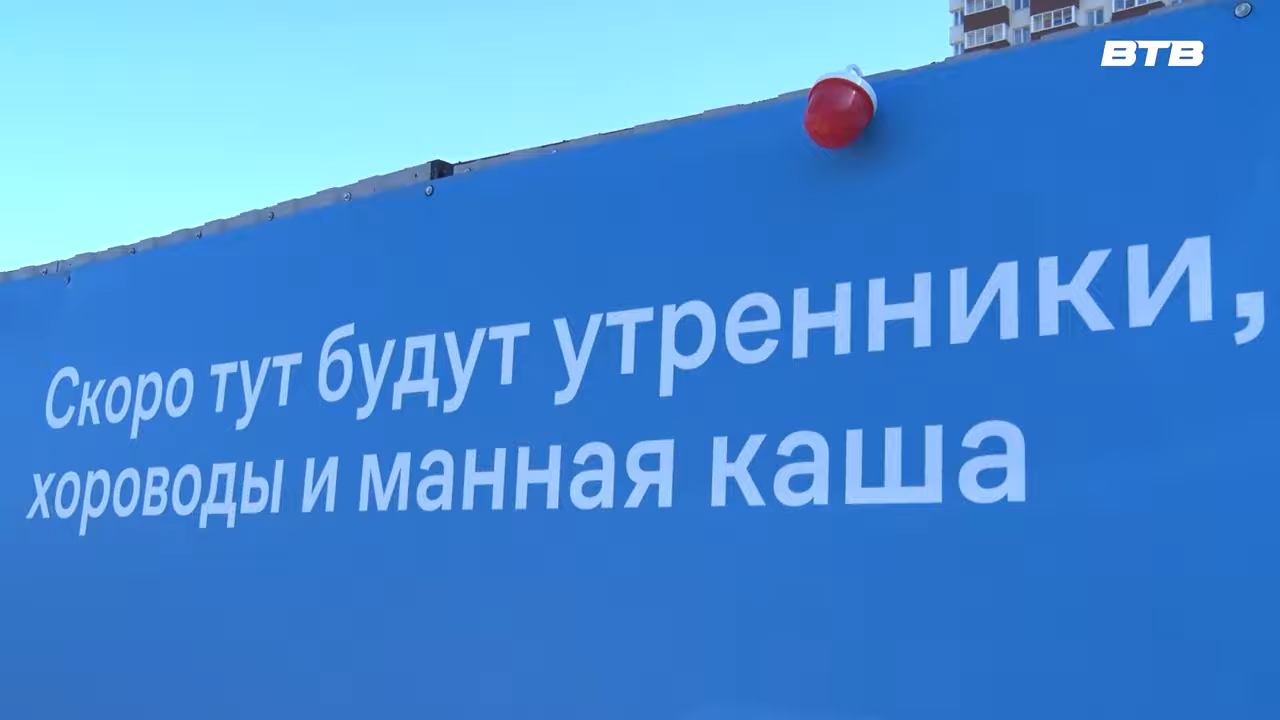 ВТВ
Скоро тут будут утренники,
хороводы и манная каша